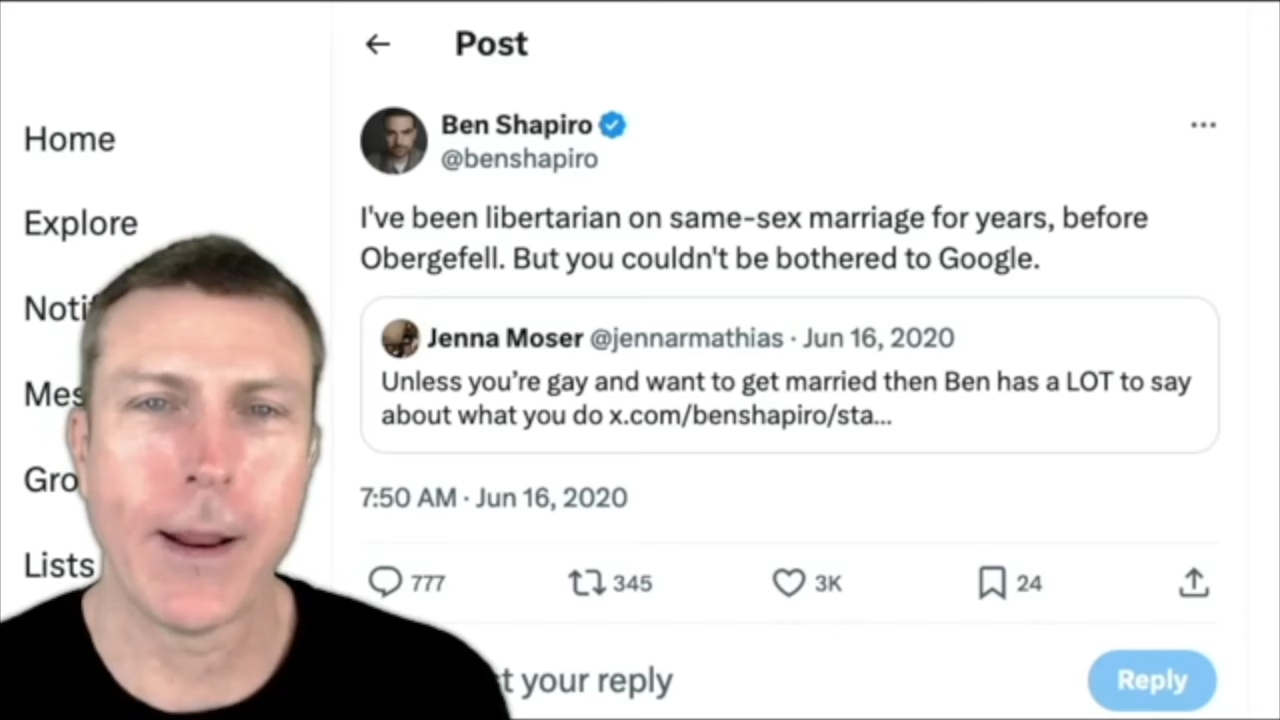 Post
Home
Explore
Noti
Mes
Gro
Lists
Ben Shapiro
@benshapiro
I've been libertarian on same-sex marriage for years, before
Obergefell. But you couldn't be bothered to Google.
Jenna Moser @jennarmathias · Jun 16, 2020
Unless you’re gay and want to get married then Ben has a LOT to say
about what you do x.com/benshapiro/sta...
7:50 AM · Jun 16, 2020
777 345 3K 24
t your reply
Reply